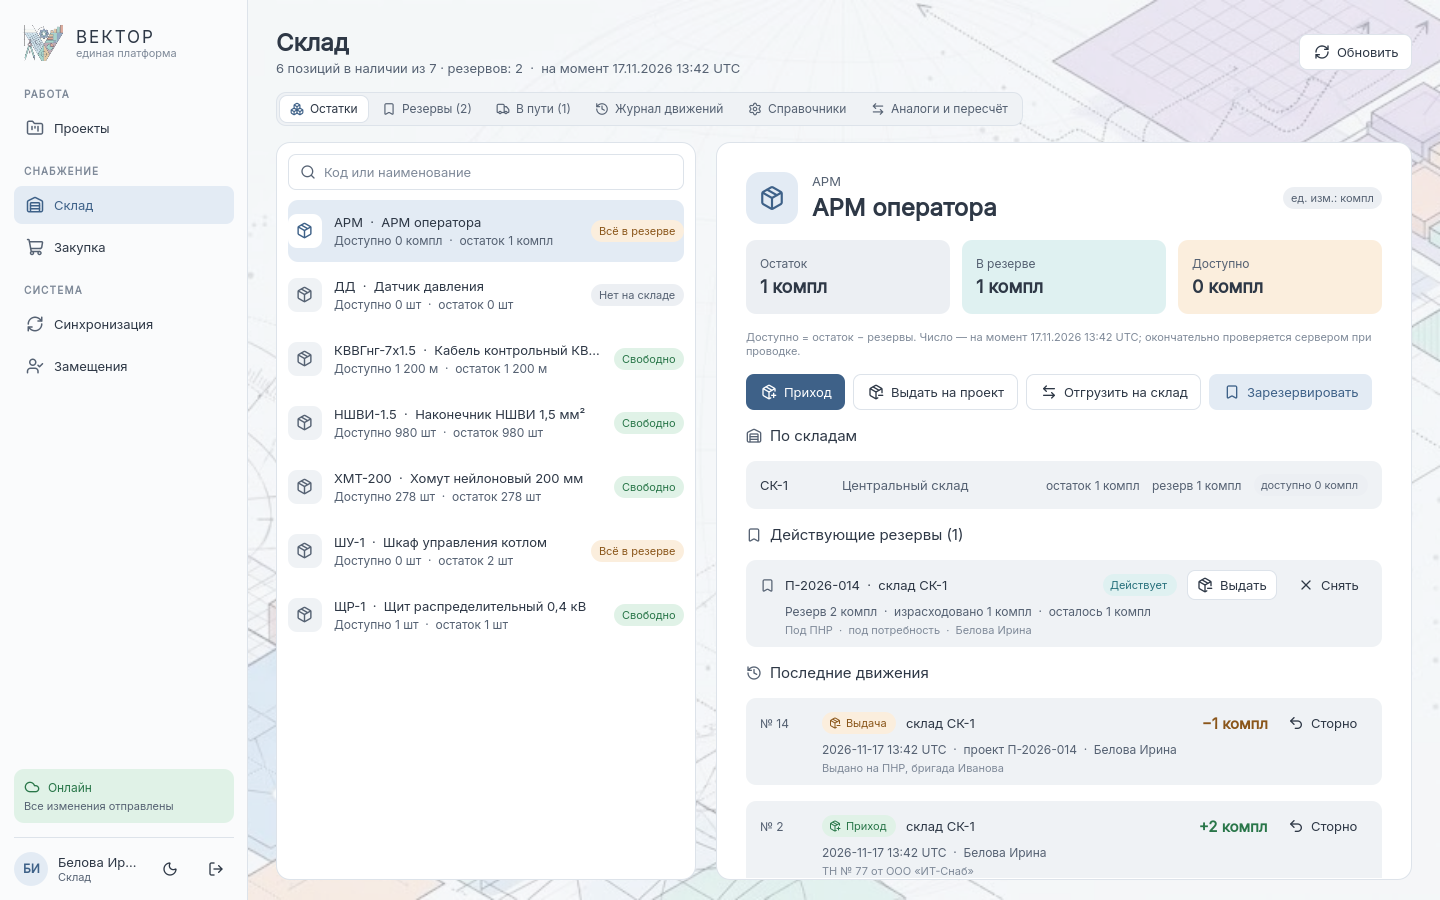 ВЕКТОР
единая платформа
РАБОТА
Проекты
СНАБЖЕНИЕ
Склад
Закупка
СИСТЕМА
Синхронизация
Замещения
Онлайн
Все изменения отправлены
БИ
Белова Ир...
Склад
Склад
6 позиций в наличии из 7 · резервов: 2 · на момент 17.11.2026 13:42 UTC
Обновить
Остатки
Резервы (2)
В пути (1)
Журнал движений
Справочники
Аналоги и пересчёт
Код или наименование
АРМ · АРМ оператора
Доступно 0 компл · остаток 1 компл
Всё в резерве
ДД · Датчик давления
Доступно 0 шт · остаток 0 шт
Нет на складе
КВВГнг-7х1.5 · Кабель контрольный КВ...
Доступно 1 200 м · остаток 1 200 м
Свободно
НШВИ-1.5 · Наконечник НШВИ 1,5 мм²
Доступно 980 шт · остаток 980 шт
Свободно
ХМТ-200 · Хомут нейлоновый 200 мм
Доступно 278 шт · остаток 278 шт
Свободно
ШУ-1 · Шкаф управления котлом
Доступно 0 шт · остаток 2 шт
Всё в резерве
ЩР-1 · Щит распределительный 0,4 кВ
Доступно 1 шт · остаток 1 шт
Свободно
АРМ
АРМ оператора
ед. изм.: компл
Остаток
1 компл
В резерве
1 компл
Доступно
0 компл
Доступно = остаток − резервы. Число — на момент 17.11.2026 13:42 UTC; окончательно проверяется сервером при
проводке.
Приход
Выдать на проект
Отгрузить на склад
Зарезервировать
По складам
СК-1
Центральный склад
остаток 1 компл
резерв 1 компл
доступно 0 компл
Действующие резервы (1)
П-2026-014 · склад СК-1
Действует
Выдать
Снять
Резерв 2 компл · израсходовано 1 компл · осталось 1 компл
Под ПНР · под потребность · Белова Ирина
Последние движения
№ 14
Выдача
склад СК-1
−1 компл
Сторно
2026-11-17 13:42 UTC · проект П-2026-014 · Белова Ирина
Выдано на ПНР, бригада Иванова
№ 2
Приход
склад СК-1
+2 компл
Сторно
2026-11-17 13:42 UTC · Белова Ирина
ТН № 77 от ООО «ИТ-Снаб»